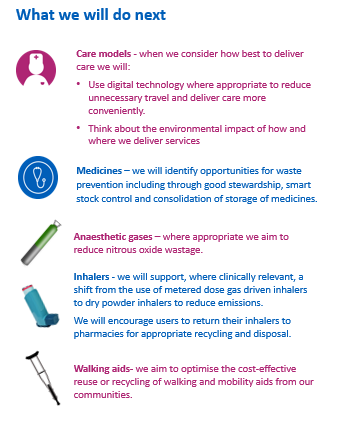 What we will do next
Care models - when we consider how best to deliver
care we will:
• Use digital technology where appropriate to reduce
unnecessary travel and deliver care more
conveniently.
• Think about the environmental impact of how and
where we deliver services
Medicines – we will identify opportunities for waste
prevention including through good stewardship, smart
stock control and consolidation of storage of medicines.
Anaesthetic gases – where appropriate we aim to
reduce nitrous oxide wastage.
Inhalers - we will support, where clinically relevant, a
shift from the use of metered dose gas driven inhalers
to dry powder inhalers to reduce emissions.
We will encourage users to return their inhalers to
pharmacies for appropriate recycling and disposal.
Walking aids- we aim to optimise the cost-effective
reuse or recycling of walking and mobility aids from our
communities.